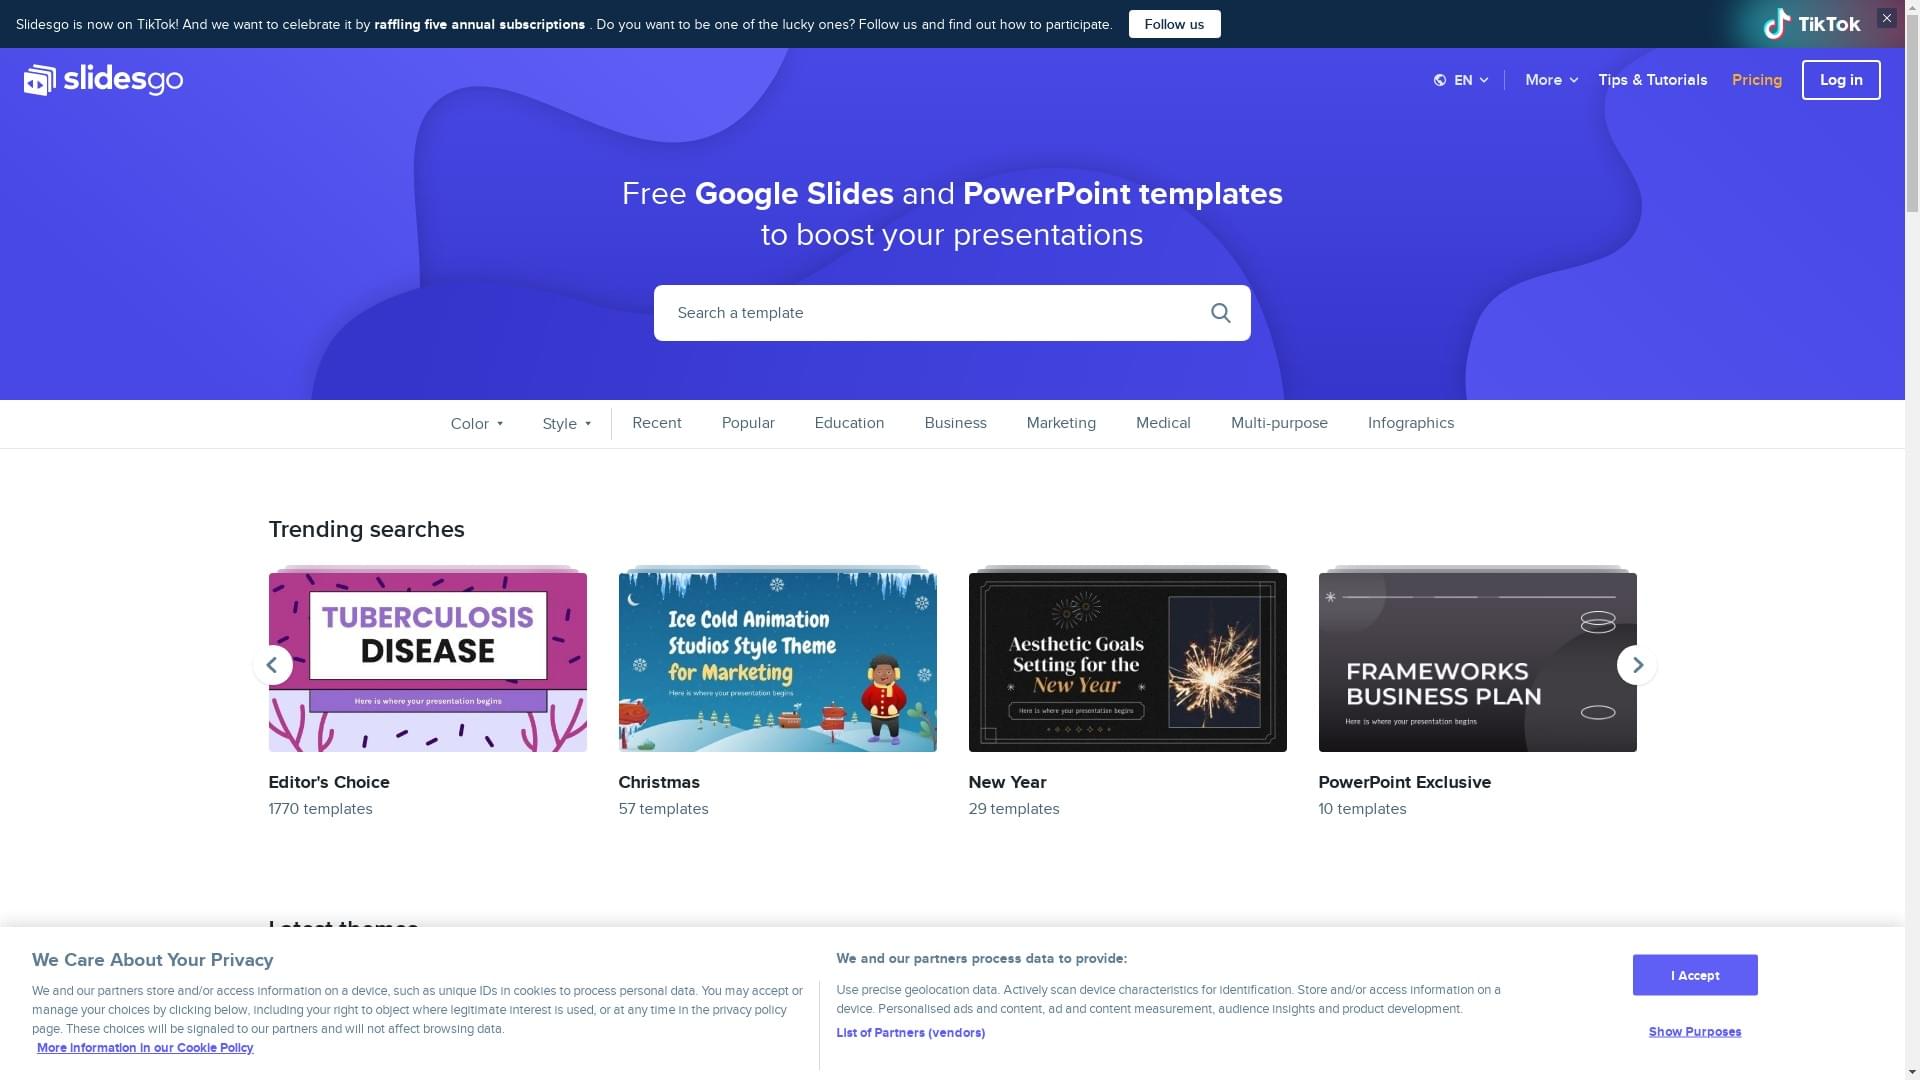 Slidesgo is now on TikTok! And we want to celebrate it by raffling five annual subscriptions . Do you want to be one of the lucky ones? Follow us and find out how to participate.
Follow us
TikTok
slidesgo
EN
More
Tips & Tutorials
Pricing
Log in
Free Google Slides and PowerPoint templates
to boost your presentations
Search a template
Color
Style
Recent
Popular
Education
Business
Marketing
Medical
Multi-purpose
Infographics
Trending searches
TUBERCULOSIS
DISEASE
Here is where your presentation begins
Editor's Choice
1770 templates
Ice Cold Animation
Studios Style Theme
for Marketing
Here is where your presentation begins
Christmas
57 templates
Aesthetic Goals
Setting for the
New Year
Here is where your presentation begins
New Year
29 templates
FRAMEWORKS
BUSINESS PLAN
Here is where your presentation begins
PowerPoint Exclusive
10 templates
Latest themes
We Care About Your Privacy
We and our partners store and/or access information on a device, such as unique IDs in cookies to process personal data. You may accept or
manage your choices by clicking below, including your right to object where legitimate interest is used, or at any time in the privacy policy
page. These choices will be signaled to our partners and will not affect browsing data.
More information in our Cookie Policy
We and our partners process data to provide:
Use precise geolocation data. Actively scan device characteristics for identification. Store and/or access information on a
device. Personalised ads and content, ad and content measurement, audience insights and product development.
List of Partners (vendors)
I Accept
Show Purposes